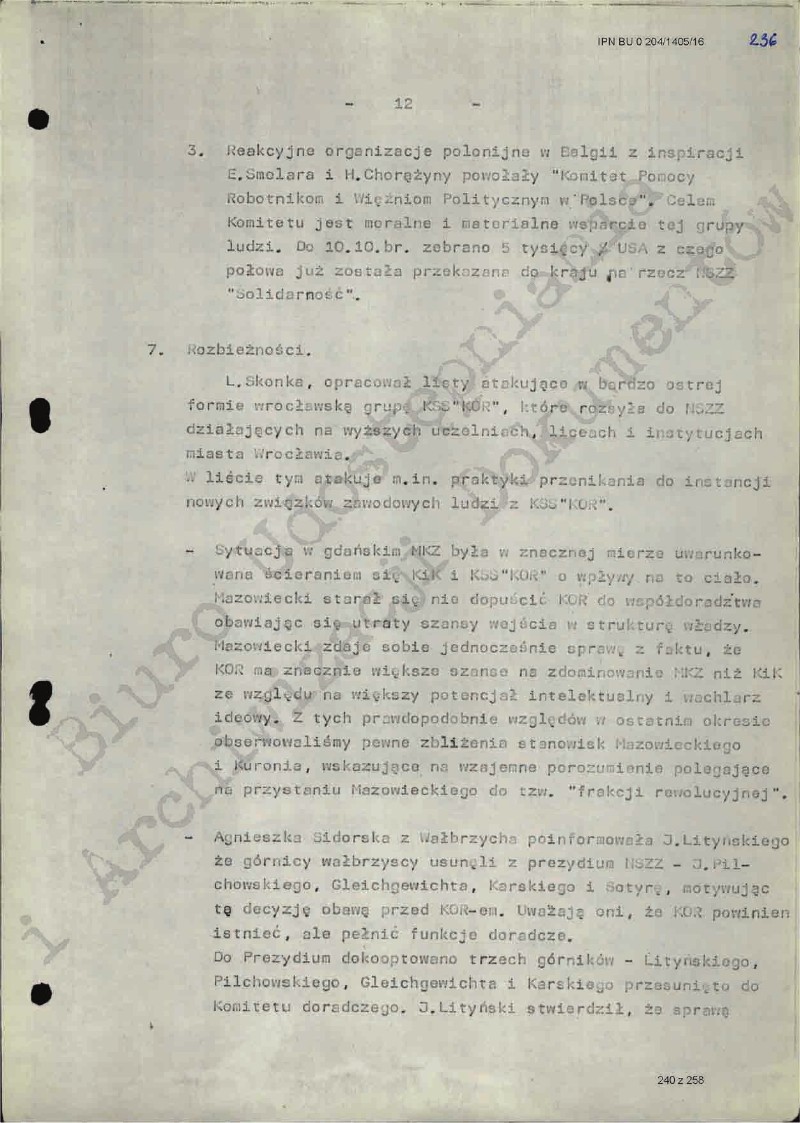 IPN BU 0 204/1405/16 236
- 12 -
3. Reakcyjne organizacje polonijne w Belgii z inspiracji
E.Smolara i H.Chorężyny powołały "Komitet Pomocy
Robotnikom i Więźniom Politycznym w Polsce". Celem
Komitetu jest moralne i materialne wsparcie tej grupy
ludzi. Do 10.10.br. zebrano 5 tysięcy $ USA z czego
połowa już została przekazana do kraju na rzecz NSZZ
"Solidarność".
7. Rozbieżności.
L.Skonka, opracował listy atakujące w bardzo ostrej
formie wrocławską grupę KSS"KOR", które rozsyła do NSZZ
działających na wyższych uczelniach, liceach i instytucjach
miasta Wrocławia.
W liście tym atakuje m.in. praktyki przenikania do instancji
nowych związków zawodowych ludzi z KSS"KOR".
- Sytuacja w gdańskim MKZ była w znacznej mierze uwarunko-
wana ścieraniem się KiK i KSS"KOR" o wpływy na to ciało.
Mazowiecki starał się nie dopuścić KOR do współdoradztwa
obawiając się utraty szansy wejścia w strukturę władzy.
Mazowiecki zdaje sobie jednocześnie sprawę z faktu, że
KOR ma znacznie większe szanse na zdominowanie MKZ niż KiK
ze względu na większy potencjał intelektualny i wachlarz
ideowy. Z tych prawdopodobnie względów w ostatnim okresie
obserwowaliśmy pewne zbliżenia stanowisk Mazowieckiego
i Kuronia, wskazujące na wzajemne porozumienie polegające
na przystaniu Mazowieckiego do tzw. "frakcji rewolucyjnej".
- Agnieszka Sidorska z Wałbrzycha poinformowała J.Lityńskiego
że górnicy wałbrzyscy usunęli z prezydium NSZZ - J.Pil-
chowskiego, Gleichgewichta, Karskiego i Satyrę, motywując
tę decyzję obawą przed KOR-em. Uważają oni, że KOR powinien
istnieć, ale pełnić funkcje doradcze.
Do Prezydium dokooptowano trzech górników - Lityńskiego,
Pilchowskiego, Gleichgewichta i Karskiego przesunięto do
Komitetu doradczego. J.Lityński stwierdził, że sprawę
Biuro Udostępniania
i Archiwizacji Dokumentów
240 z 258